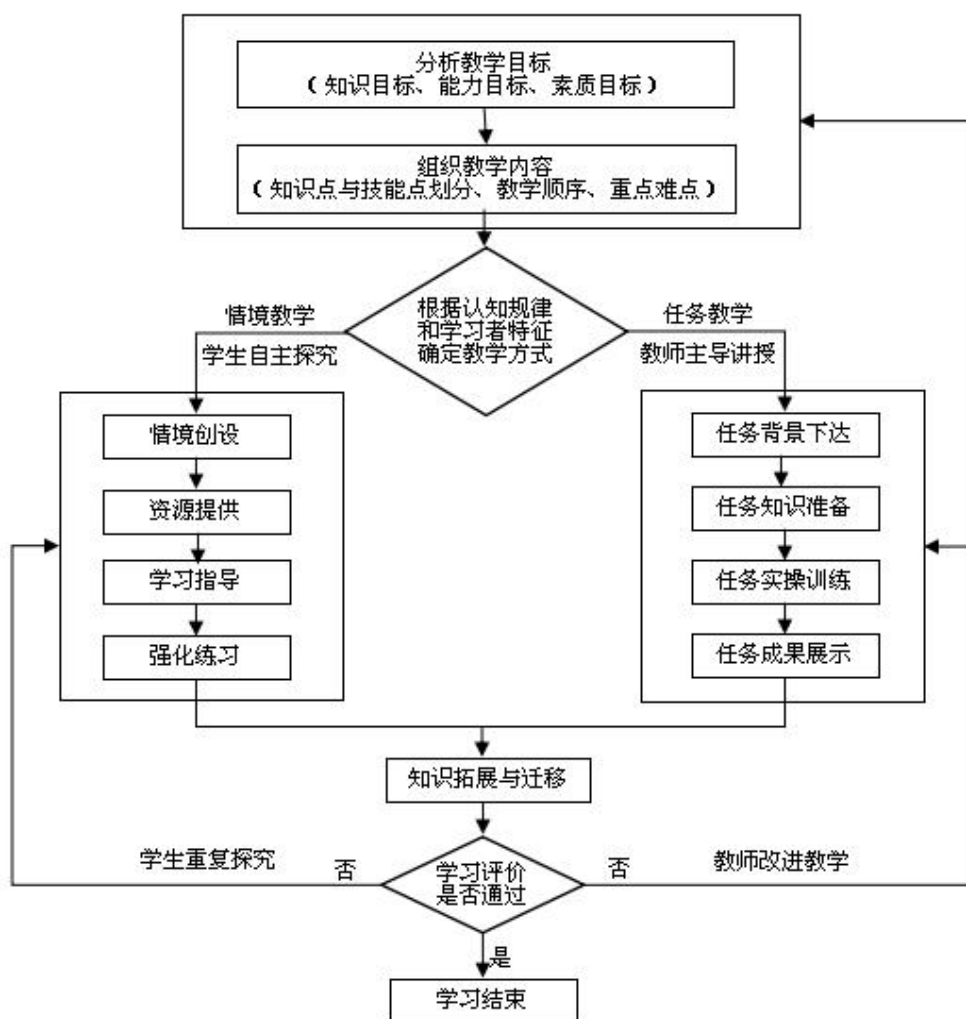 分析教学目标
（知识目标、能力目标、素质目标）
组织教学内容
（知识点与技能点划分、教学顺序、重点难点）
根据认知规律
和学习者特征
确定教学方式
情境教学
学生自主探究
任务教学
教师主导讲授
情境创设
资源提供
学习指导
强化练习
任务背景下达
任务知识准备
任务实操训练
任务成果展示
知识拓展与迁移
学习评价
是否通过
学生重复探究
否
否
教师改进教学
是
学习结束